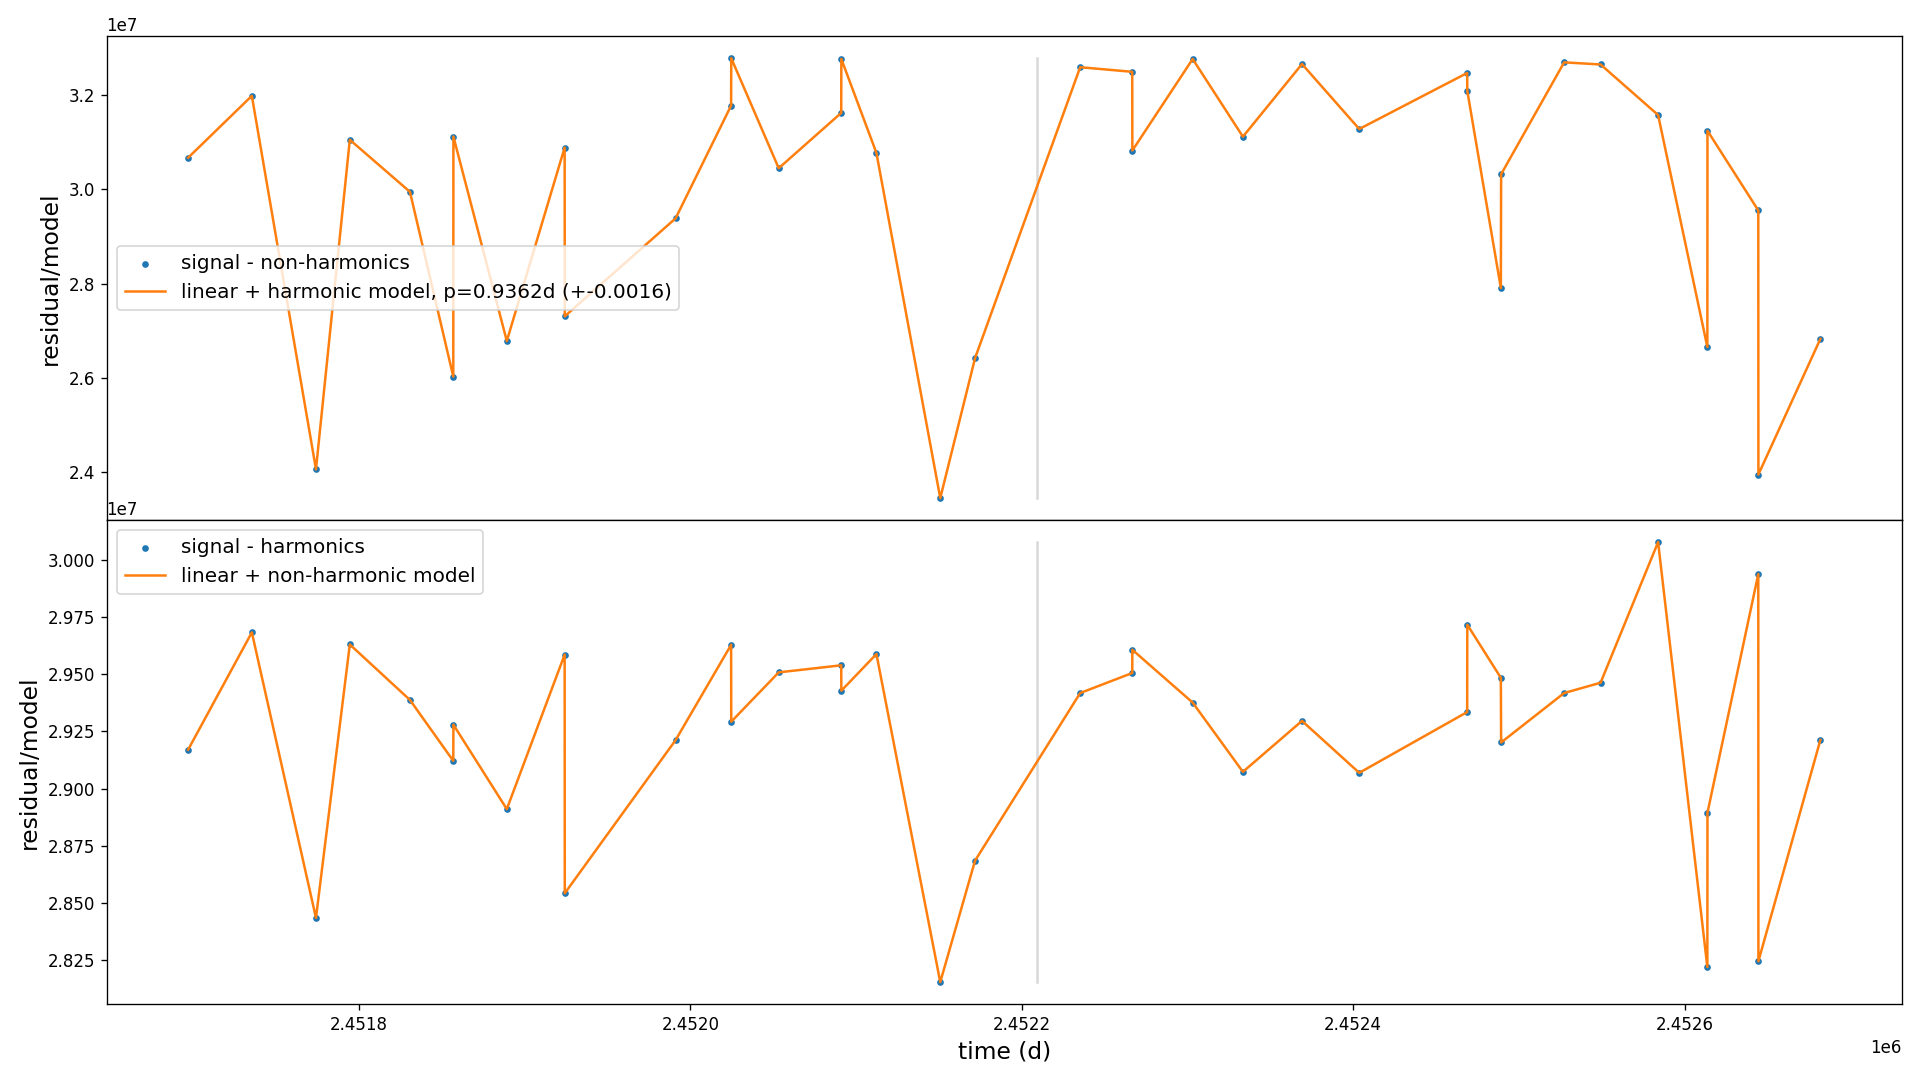 1e7
3.2
3.0
2.8
2.6
2.4
residual/model
signal - non-harmonics
linear + harmonic model, p=0.9362d (+-0.0016)
1e7
3.000
2.975
2.950
2.925
2.900
2.875
2.850
2.825
residual/model
signal - harmonics
linear + non-harmonic model
2.4518
2.4520
2.4522
2.4524
2.4526
1e6
time (d)